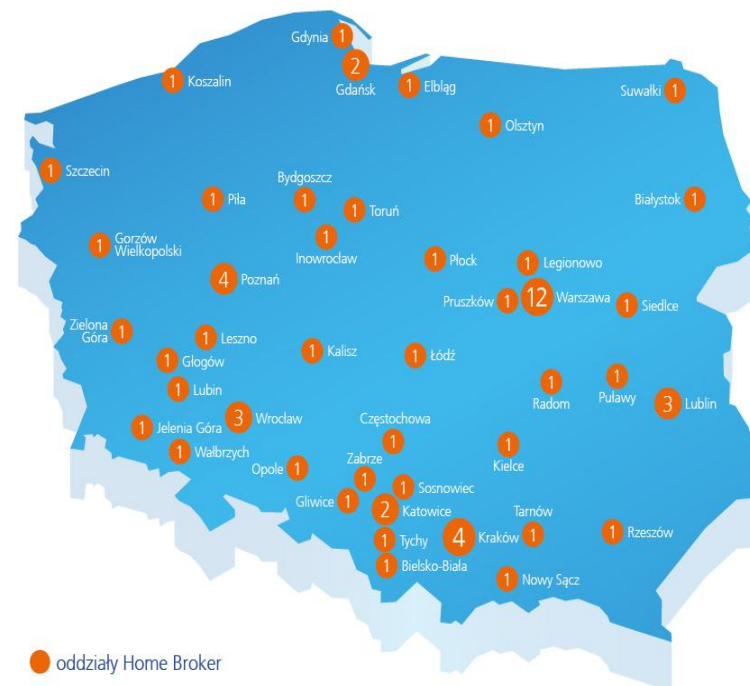 Gdynia 1
2
Gdańsk
1 Koszalin
1 Elbląg
Suwałki 1
1 Olsztyn
1 Szczecin
1 Piła
Bydgoszcz
1
1 Toruń
Białystok 1
1 Gorzów
Wielkopolski
1
Inowrocław
1 Płock
1 Legionowo
4 Poznań
Pruszków 1
12 Warszawa
1 Siedlce
Zielona
Góra 1
1 Leszno
1 Głogów
1 Kalisz
1 Łódź
1 Lubin
1
Radom
1
Puławy
3 Lublin
1 Jelenia Góra
3 Wrocław
1 Wałbrzych
Częstochowa
1
1
Kielce
Opole 1
Zabrze
1
1 Sosnowiec
Gliwice 1
2 Katowice
1 Tychy
1 Bielsko-Biała
4 Kraków
Tarnów
1
1 Rzeszów
1 Nowy Sącz
oddziały Home Broker